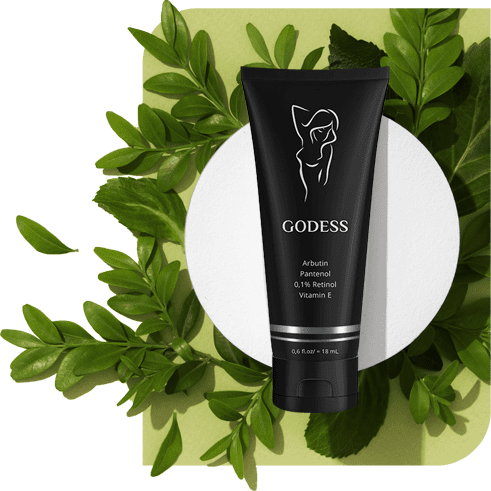 GODESS
Arbutin
Pantenol
0,1% Retinol
Vitamin E
0,6 fl.oz/ ≈ 18 mL